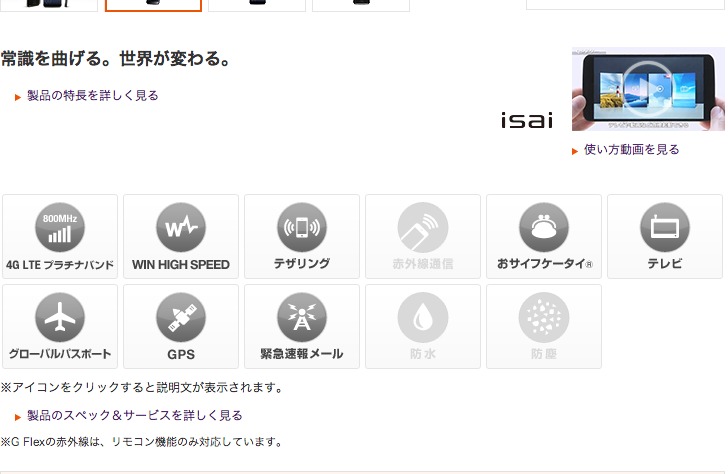 常識を曲げる。世界が変わる。
製品の特長を詳しく見る
isai
使い方動画を見る
800MHz
4G LTE プラチナバンド
W
WIN HIGH SPEED
テザリング
赤外線通信
おサイフケータイ®
テレビ
グローバルパスポート
GPS
緊急速報メール
防水
防塵
※アイコンをクリックすると説明文が表示されます。
製品のスペック＆サービスを詳しく見る
※G Flexの赤外線は、リモコン機能のみ対応しています。